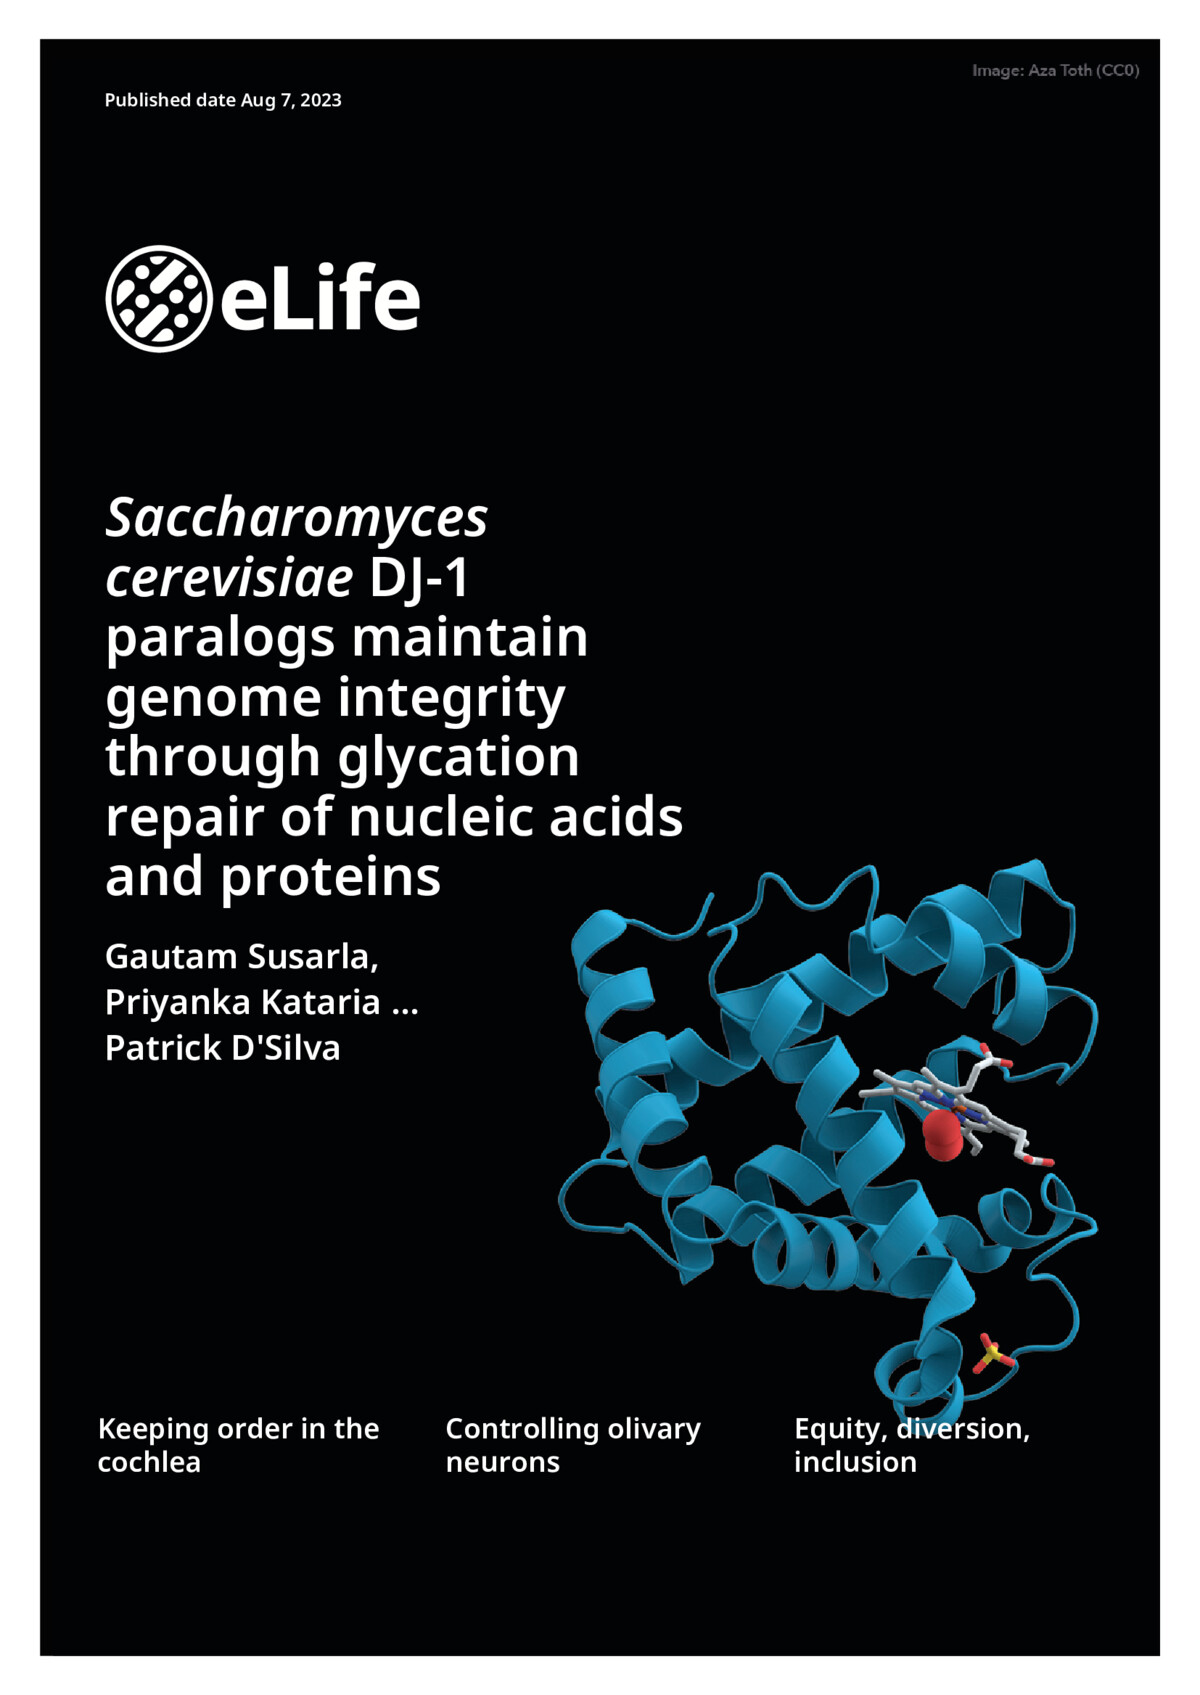 Image: Aza Toth (CC0)
Published date Aug 7, 2023
eLife
Saccharomyces
cerevisiae DJ-1
paralogs maintain
genome integrity
through glycation
repair of nucleic acids
and proteins
Gautam Susarla,
Priyanka Kataria ...
Patrick D'Silva
Keeping order in the
cochlea
Controlling olivary
neurons
Equity, diversion,
inclusion